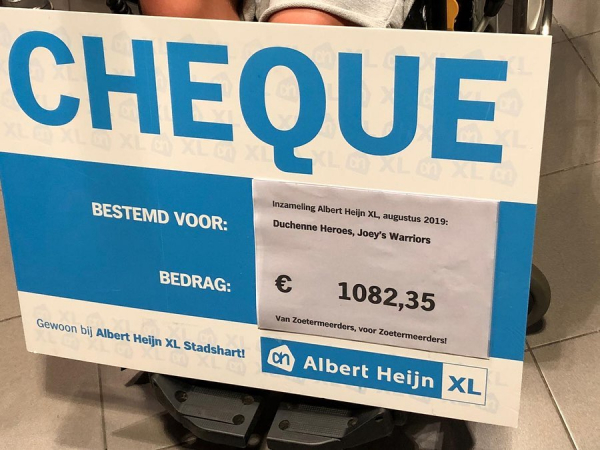 CHEQUE
BESTEMD VOOR:
Inzameling Albert Heijn XL, augustus 2019:
Duchenne Heroes, Joey's Warriors
BEDRAG:
€ 1082,35
Van Zoetermeerders, voor Zoetermeerders!
Gewoon bij Albert Heijn XL Stadshart!
ah Albert Heijn XL